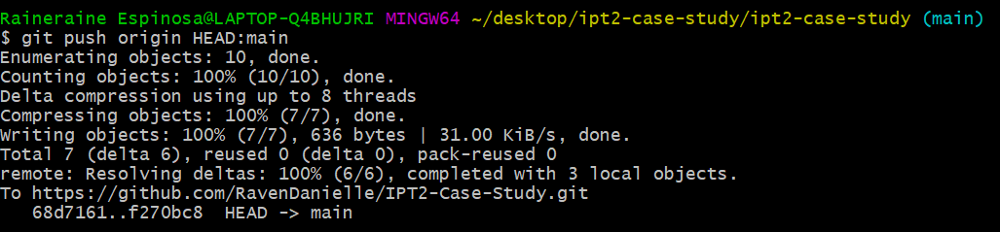 Raineraine Espinosa@LAPTOP-Q4BHUJRI MINGW64 ~/desktop/ipt2-case-study/ipt2-case-study (main)
$ git push origin HEAD:main
Enumerating objects: 10, done.
Counting objects: 100% (10/10), done.
Delta compression using up to 8 threads
Compressing objects: 100% (7/7), done.
Writing objects: 100% (7/7), 636 bytes | 31.00 KiB/s, done.
Total 7 (delta 6), reused 0 (delta 0), pack-reused 0
remote: Resolving deltas: 100% (6/6), completed with 3 local objects.
To https://github.com/RavenDanielle/IPT2-Case-Study.git
   68d7161..f270bc8  HEAD -> main